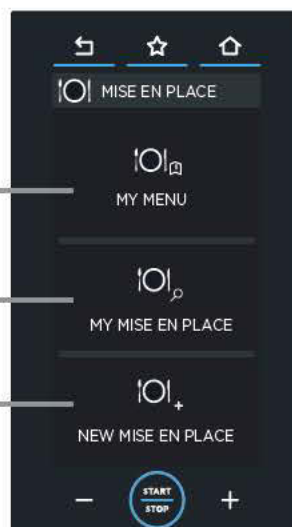 MISE EN PLACE
MY MENU
MY MISE EN PLACE
NEW MISE EN PLACE
START
STOP